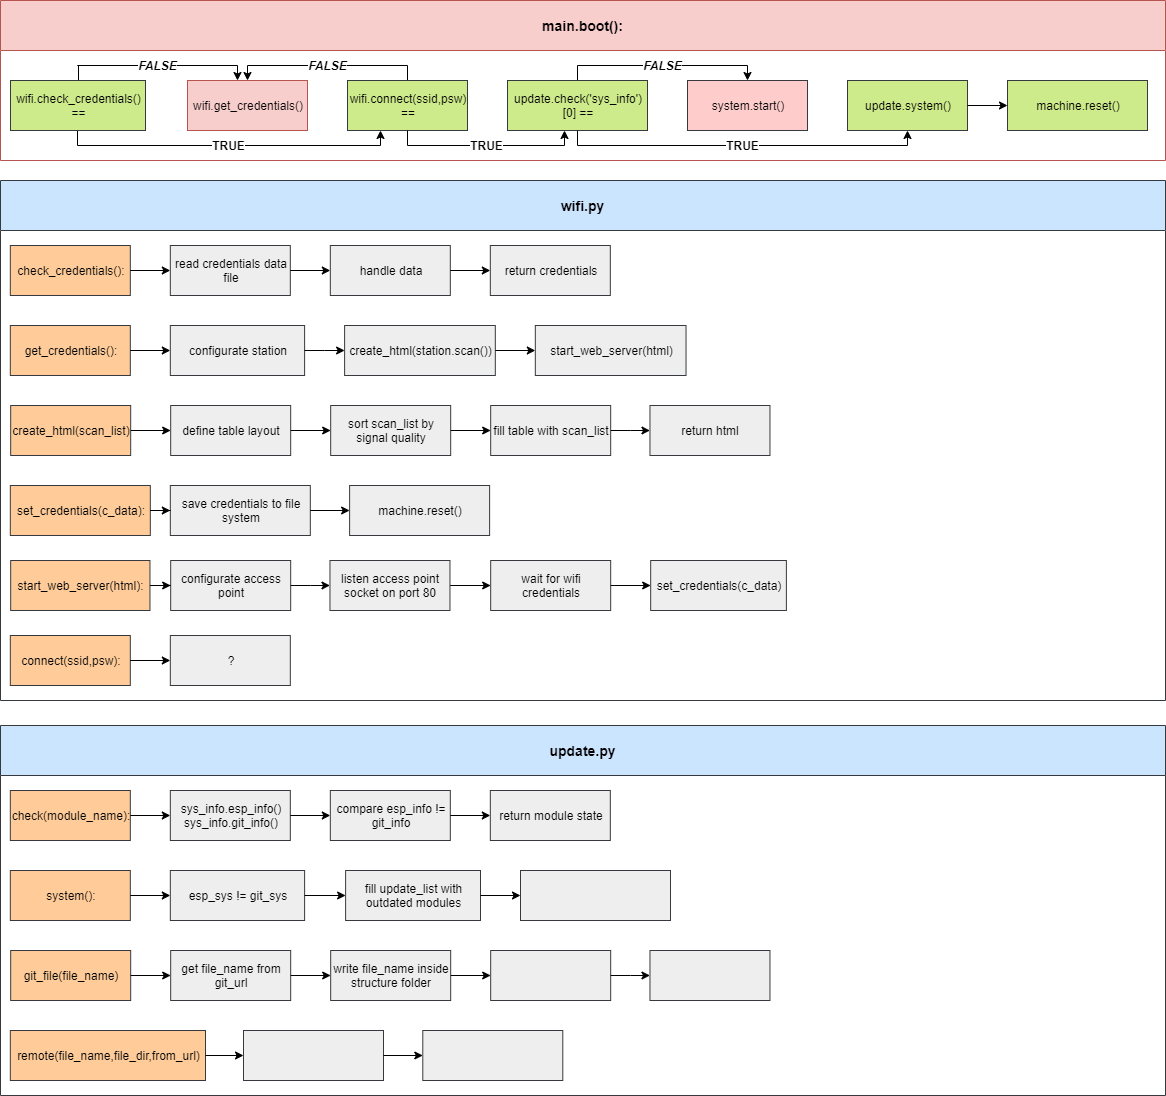 main.boot():
FALSE
FALSE
FALSE
wifi.check_credentials()
==
wifi.get_credentials()
wifi.connect(ssid,psw)
==
update.check('sys_info')
[0] ==
system.start()
update.system()
machine.reset()
TRUE
TRUE
TRUE
wifi.py
check_credentials():
read credentials data
file
handle data
return credentials
get_credentials():
configurate station
create_html(station.scan())
start_web_server(html)
create_html(scan_list)
define table layout
sort scan_list by
signal quality
fill table with scan_list
return html
set_credentials(c_data):
save credentials to file
system
machine.reset()
start_web_server(html):
configurate access
point
listen access point
socket on port 80
wait for wifi
credentials
set_credentials(c_data)
connect(ssid,psw):
?
update.py
check(module_name):
sys_info.esp_info()
sys_info.git_info()
compare esp_info !=
git_info
return module state
system():
esp_sys != git_sys
fill update_list with
outdated modules
git_file(file_name)
get file_name from
git_url
write file_name inside
structure folder
remote(file_name,file_dir,from_url)